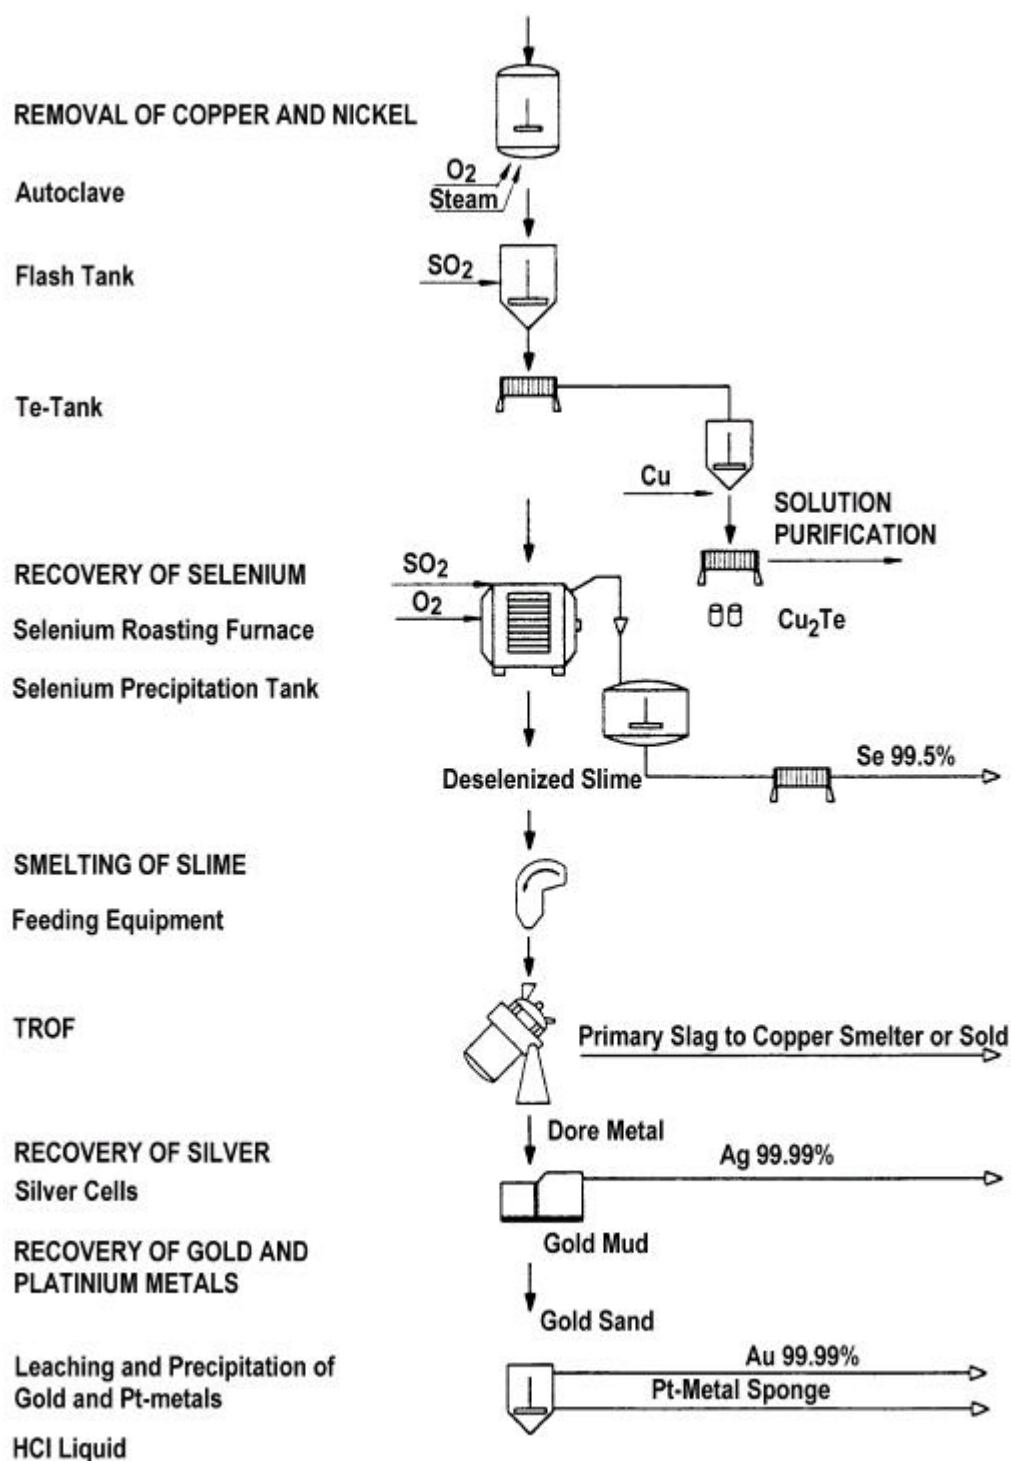 REMOVAL OF COPPER AND NICKEL
O2
Autoclave
Steam
SO2
Flash Tank
Te-Tank
Cu
SOLUTION
PURIFICATION
SO2
RECOVERY OF SELENIUM
O2
Selenium Roasting Furnace
Cu2Te
Selenium Precipitation Tank
Se 99.5%
Deselenized Slime
SMELTING OF SLIME
Feeding Equipment
TROF
Primary Slag to Copper Smelter or Sold
Dore Metal
RECOVERY OF SILVER
Ag 99.99%
Silver Cells
Gold Mud
RECOVERY OF GOLD AND
PLATINIUM METALS
Gold Sand
Au 99.99%
Leaching and Precipitation of
Gold and Pt-metals
Pt-Metal Sponge
HCl Liquid